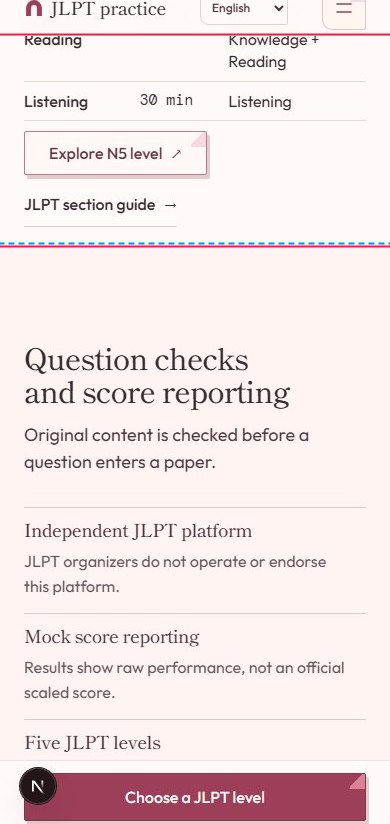 JLPT practice
English
Reading
Knowledge +
Reading
Listening 30 min Listening
Explore N5 level ↗
JLPT section guide →
Question checks
and score reporting
Original content is checked before a
question enters a paper.
Independent JLPT platform
JLPT organizers do not operate or endorse
this platform.
Mock score reporting
Results show raw performance, not an official
scaled score.
Five JLPT levels
N
Choose a JLPT level